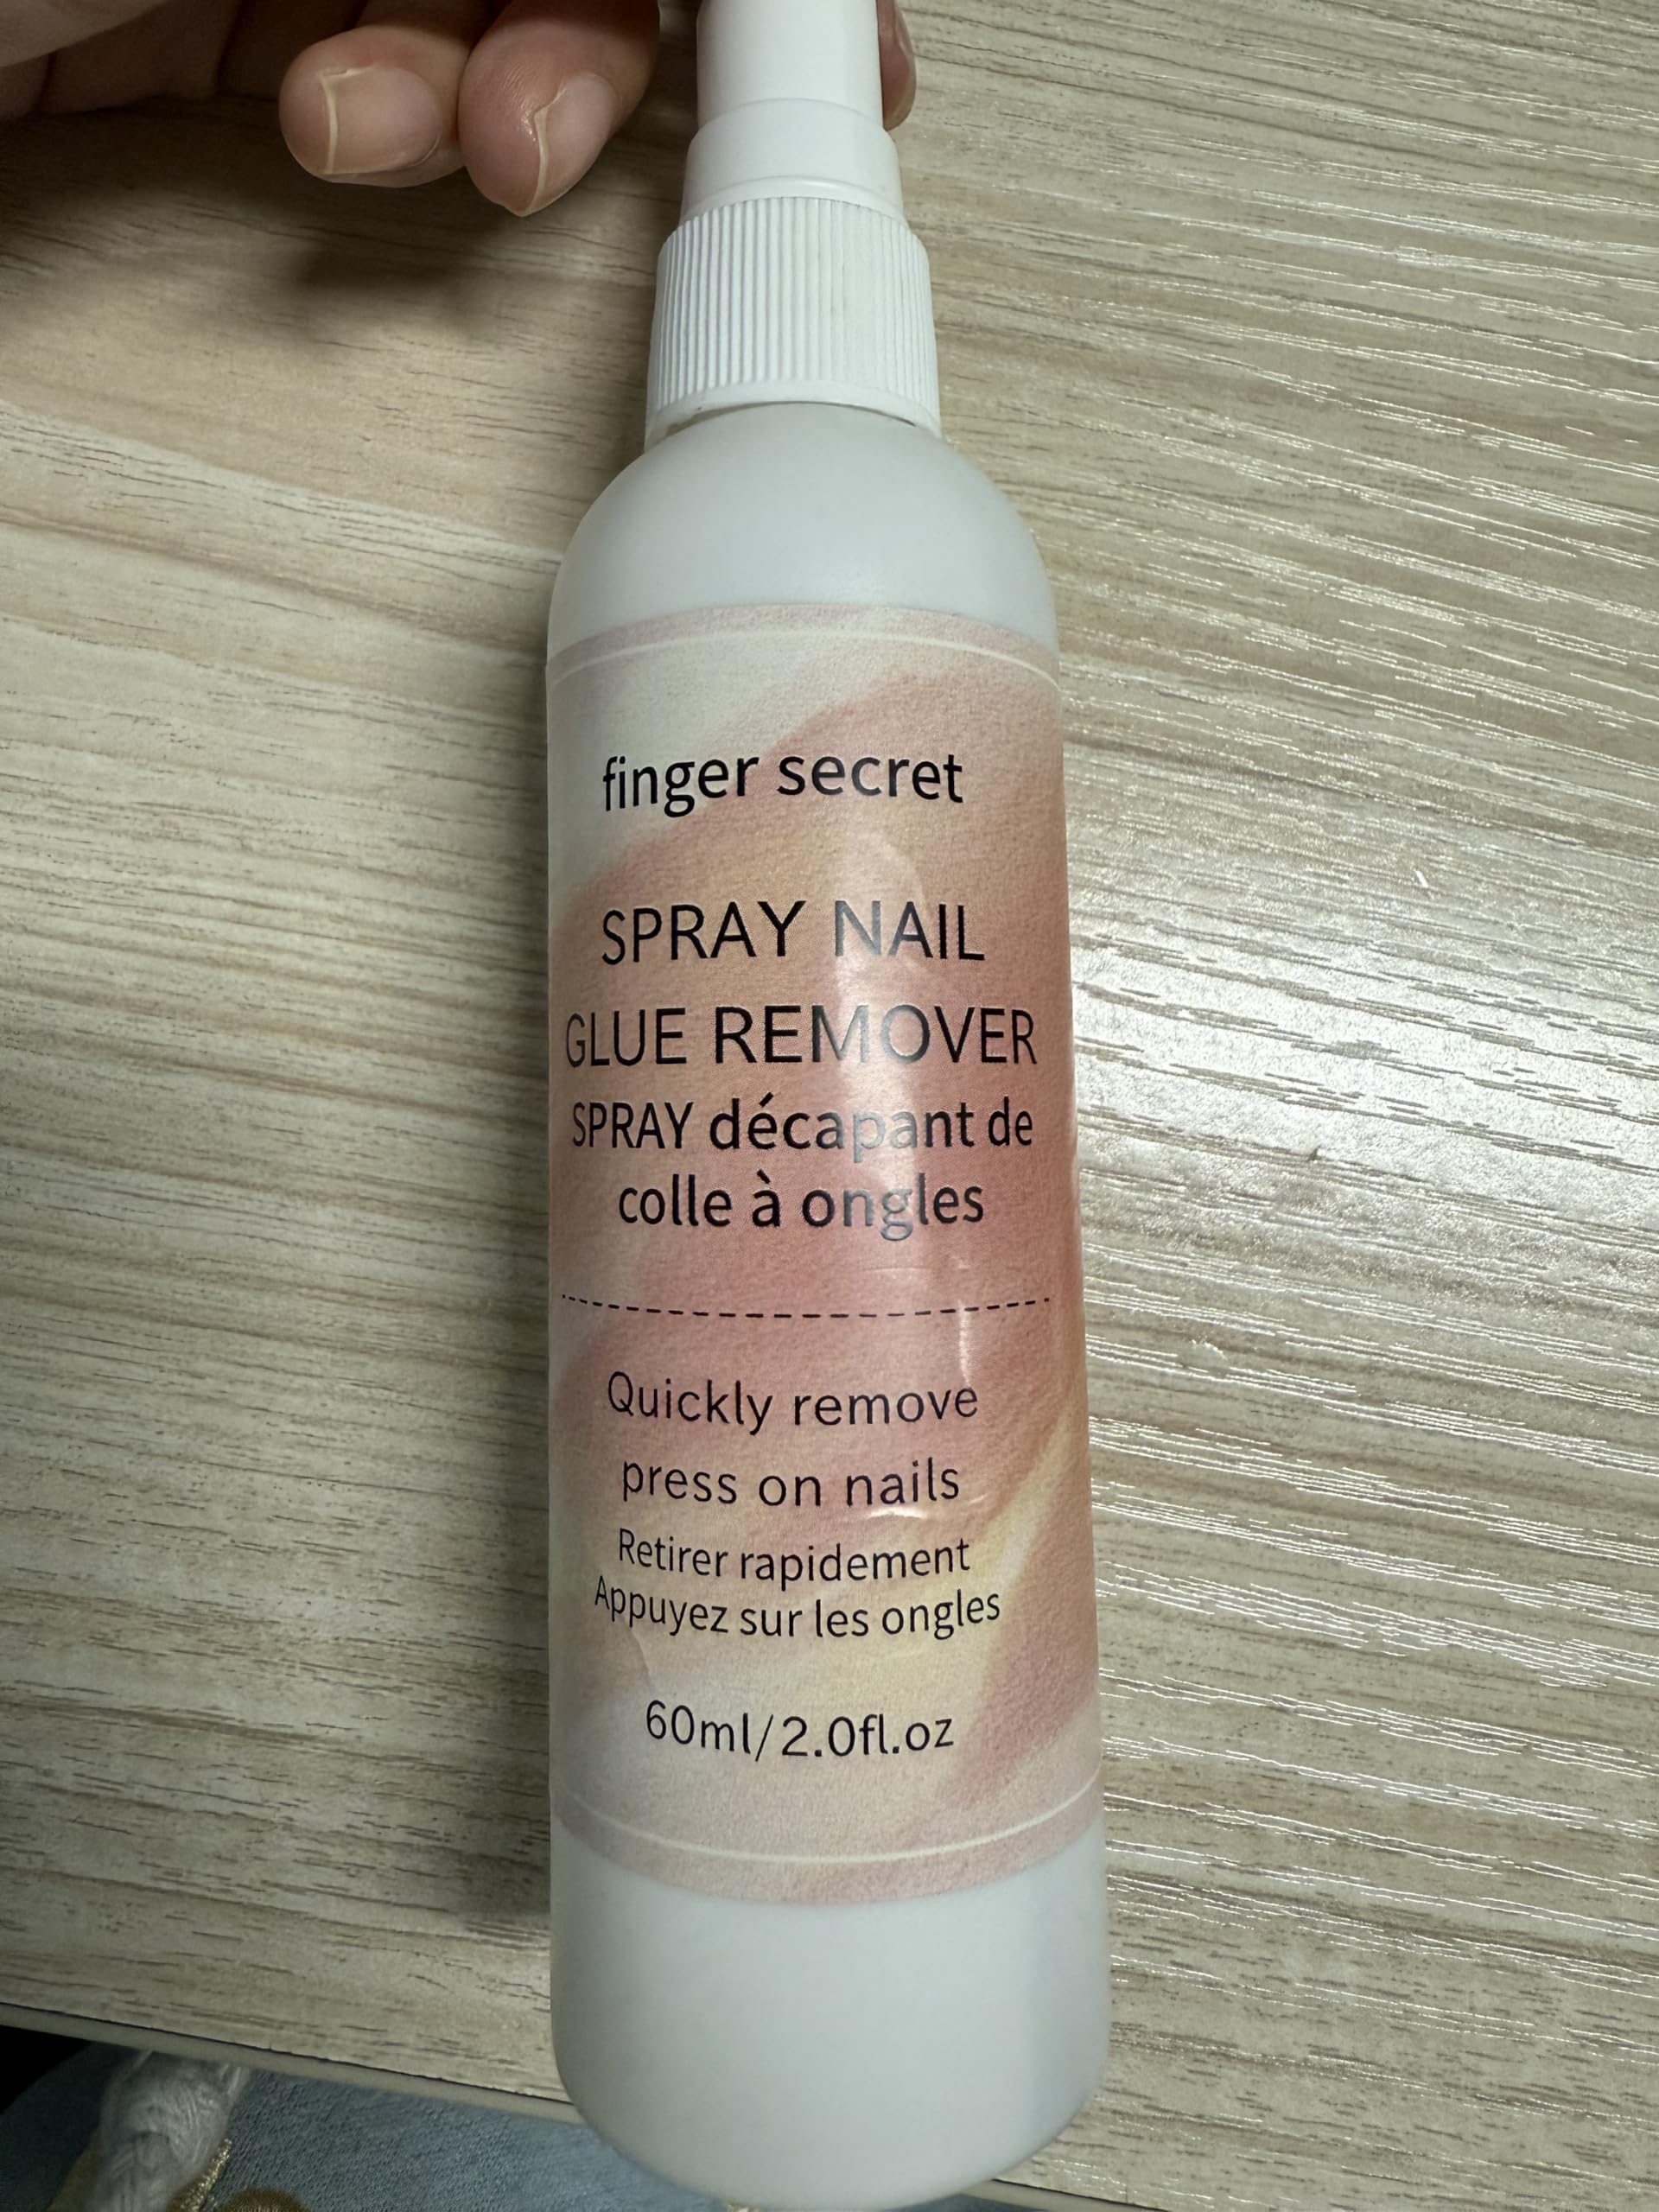 finger secret
SPRAY NAIL
GLUE REMOVER
SPRAY décapant de
colle à ongles
Quickly remove
press on nails
Retirer rapidement
Appuyez sur les ongles
60ml/2.0fl.oz